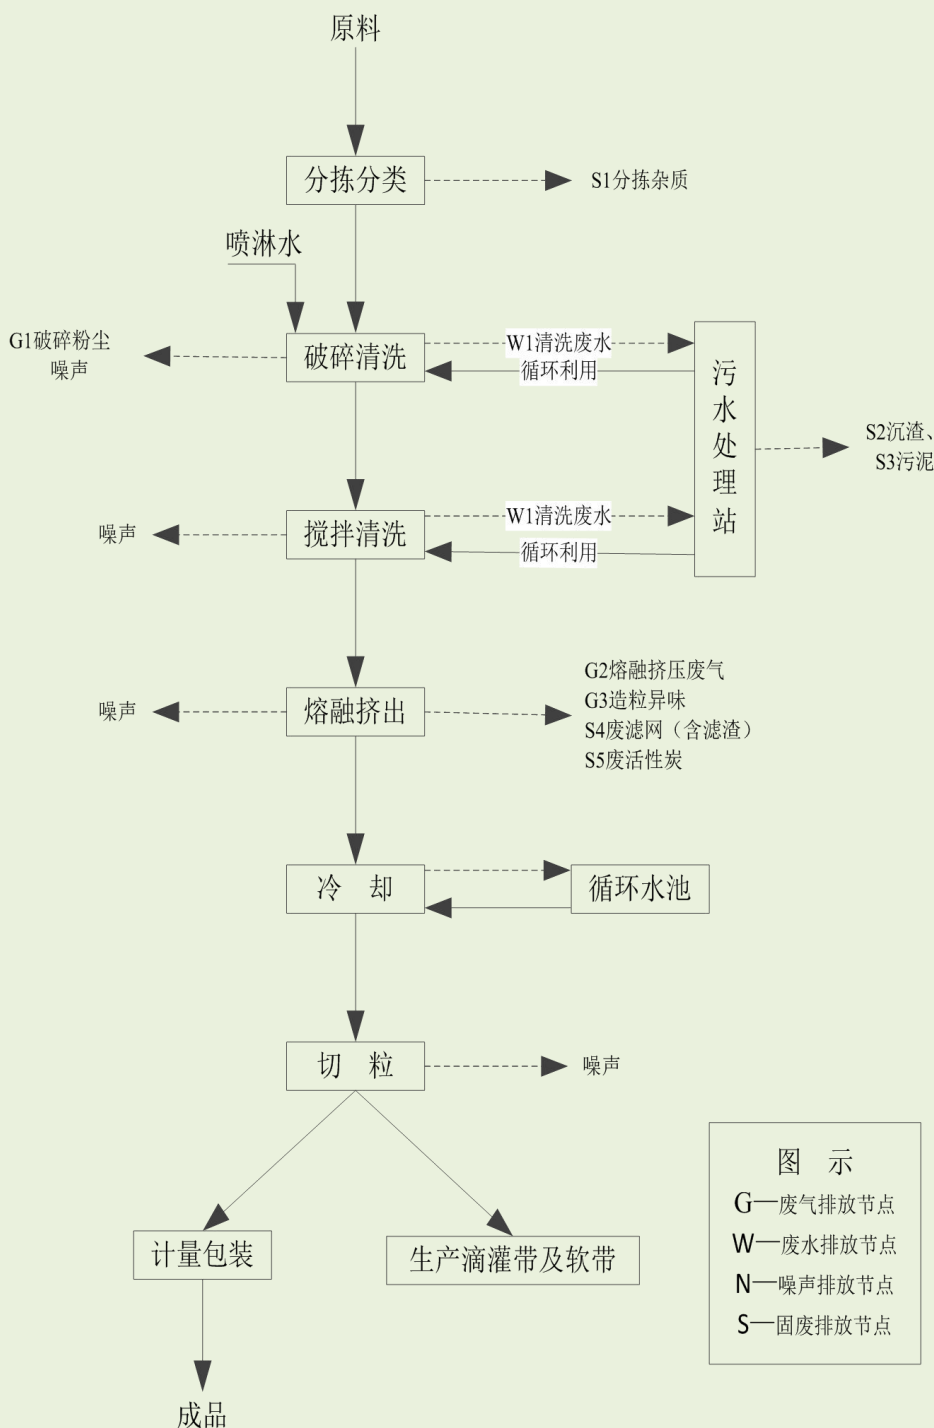 原料
分拣分类
S1分拣杂质
喷淋水
G1破碎粉尘
噪声
破碎清洗
W1清洗废水
循环利用
污水处理站
S2沉渣、
S3污泥
噪声
搅拌清洗
W1清洗废水
循环利用
噪声
熔融挤出
G2熔融挤压废气
G3造粒异味
S4废滤网（含滤渣）
S5废活性炭
冷 却
循环水池
切 粒
噪声
计量包装
生产滴灌带及软带
成品
图 示
G—废气排放节点
W—废水排放节点
N—噪声排放节点
S—固废排放节点